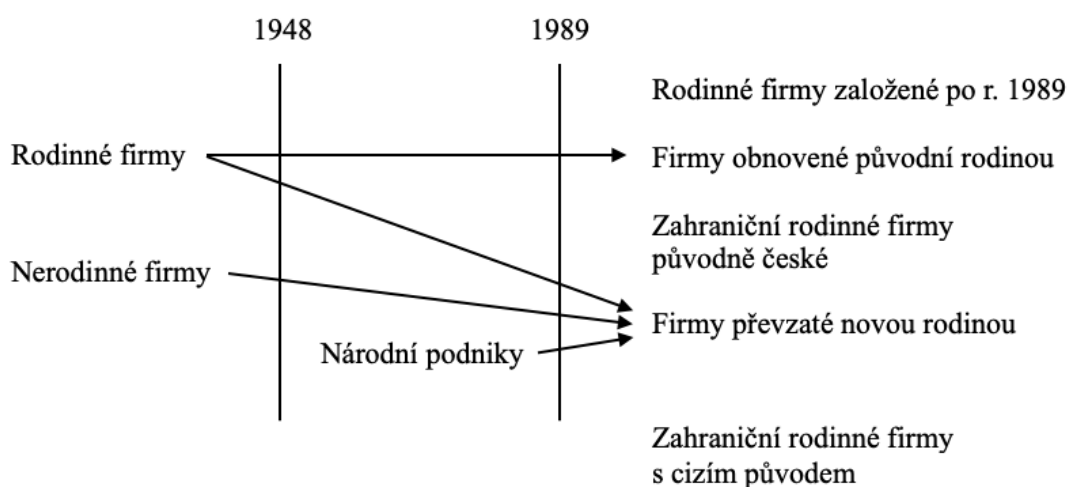 1948
1989
Rodinné firmy založené po r. 1989
Rodinné firmy
Firmy obnovené původní rodinou
Zahraniční rodinné firmy
původně české
Nerodinné firmy
Firmy převzaté novou rodinou
Národní podniky
Zahraniční rodinné firmy
s cizím původem